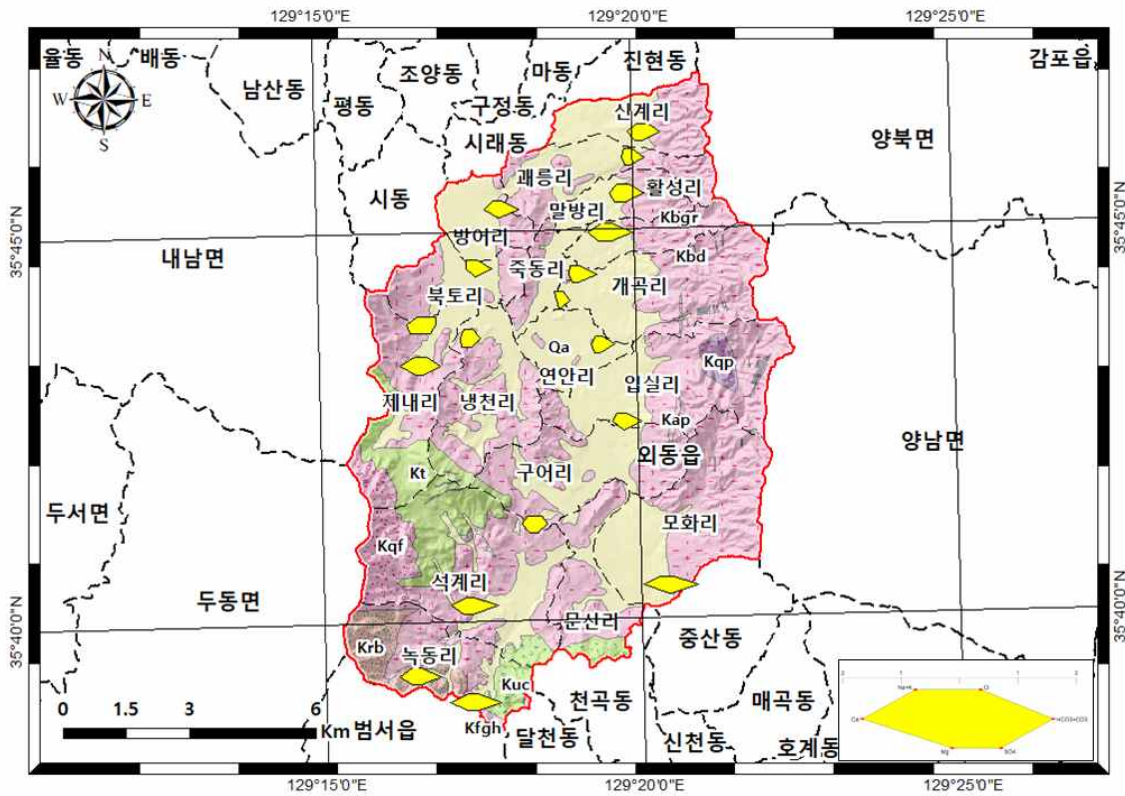 129°15'0"E 129°20'0"E 129°25'0"E
율동 배동 조양동 마동 진현동 감포읍
N
남산동 평동 구정동 신계리
W E
S
시래동 양북면
괘릉리 활성리
시동 말방리 Kbgr
35°45'0"N 방어리 35°45'0"N
내남면 죽동리 Kbd
북토리 개곡리
Qa Kqp
연안리 입실리
제내리 냉천리 Kap
양남면
외동읍
Kt 구어리
두서면 모화리
Kqf
석계리
두동면
35°40'0"N 문산리 35°40'0"N
중산동
Krb 녹동리
Kuc 매곡동
0 1.5 3 6 천곡동
Kfgh
Km 범서읍 달천동 신천동 호계동
Na+K Cl
Ca HCO3+CO3
Mg SO4
129°15'0"E 129°20'0"E 129°25'0"E